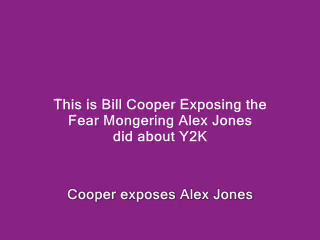 This is Bill Cooper Exposing the
Fear Mongering Alex Jones
did about Y2K
Cooper exposes Alex Jones